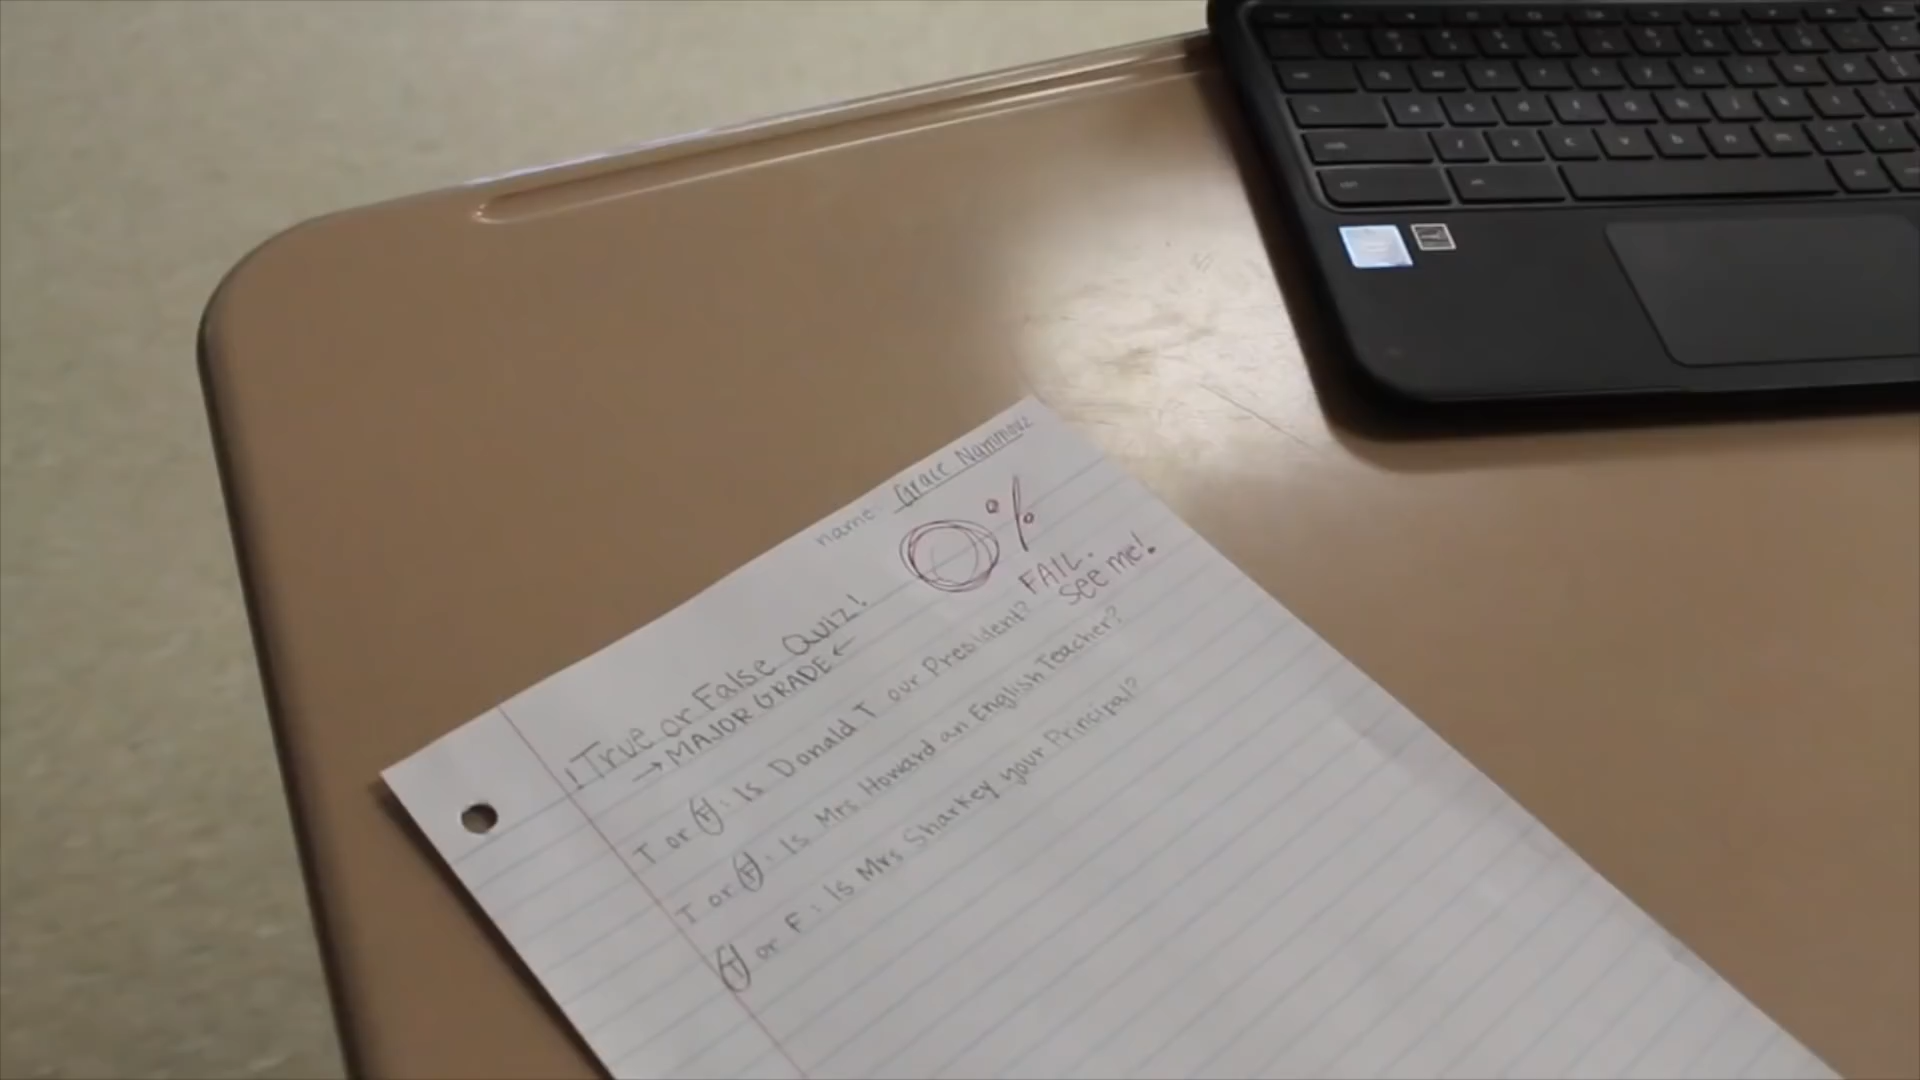 name: Grace Nammour
0%
FAIL.
See me!
! True or False Quiz!
→ MAJOR GRADE ←
T or F: Is Donald T our President?
T or F: Is Mrs Howard an English Teacher?
T or F: Is Mrs Sharkey your Principal?